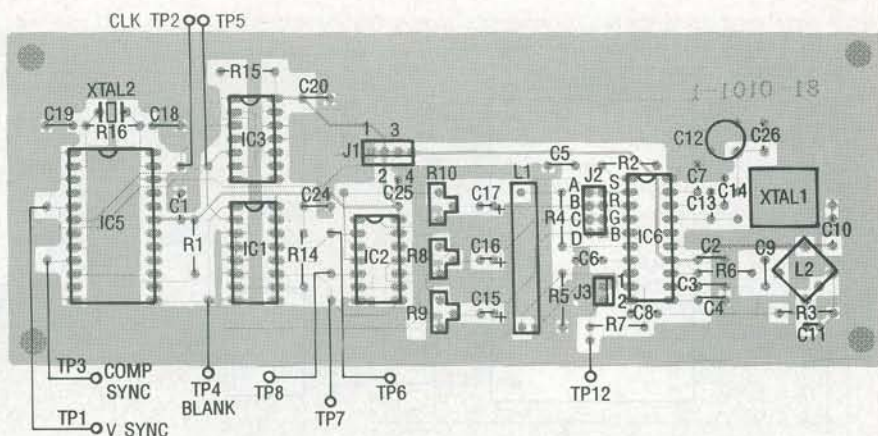 CLK TP2 TP5
81 0101-1
R15
C20
XTAL2
C19
C18
R16
IC3
1 3
J1
2 4
C12
C26
C5
R2
J2
R10
L1
C17
C7
C14
C13
XTAL1
IC5
C1
C24
C25
A S
B R
C G
D B
R4
IC6
C10
R1
IC1
R14
IC2
R8
C16
C6
C2
R6
C9
L2
C3
R9
C15
R5
J3
1
2
C4
R7
C8
R3
C11
+
+
+
TP3 COMP SYNC
TP4 BLANK
TP8
TP7
TP6
TP12
TP1 V SYNC